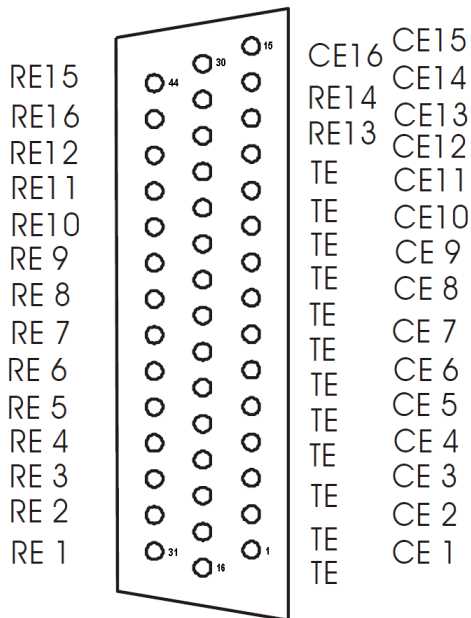 RE15
RE16
RE12
RE11
RE10
RE 9
RE 8
RE 7
RE 6
RE 5
RE 4
RE 3
RE 2
RE 1
44
31
30
16
15
1
CE16
RE14
RE13
TE
TE
TE
TE
TE
TE
TE
TE
TE
TE
TE
TE
CE15
CE14
CE13
CE12
CE11
CE10
CE 9
CE 8
CE 7
CE 6
CE 5
CE 4
CE 3
CE 2
CE 1